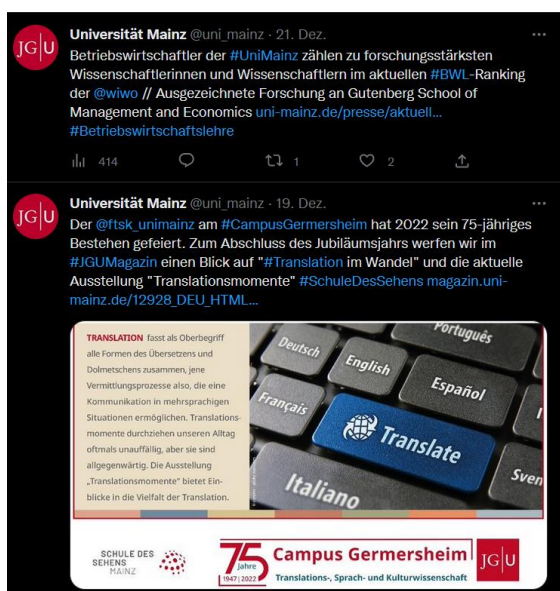 Universität Mainz @uni_mainz · 21. Dez.
Betriebswirtschaftler der #UniMainz zählen zu forschungsstärksten
Wissenschaftlerinnen und Wissenschaftlern im aktuellen #BWL-Ranking
der @wiwo // Ausgezeichnete Forschung an Gutenberg School of
Management and Economics uni-mainz.de/presse/aktuell...
#Betriebswirtschaftslehre
414 1 2
JG|U
Universität Mainz @uni_mainz · 19. Dez.
Der @ftsk_unimainz am #CampusGermersheim hat 2022 sein 75-jähriges
Bestehen gefeiert. Zum Abschluss des Jubiläumsjahrs werfen wir im
#JGUMagazin einen Blick auf "#Translation im Wandel" und die aktuelle
Ausstellung "Translationsmomente" #SchuleDesSehens magazin.uni-
mainz.de/12928_DEU_HTML...
JG|U
TRANSLATION fasst als Oberbegriff
alle Formen des Übersetzens und
Dolmetschens zusammen, jene
Vermittlungsprozesse also, die eine
Kommunikation in mehrsprachigen
Situationen ermöglichen. Translations-
momente durchziehen unseren Alltag
oftmals unauffällig, aber sie sind
allgegenwärtig. Die Ausstellung
„Translationsmomente" bietet Ein-
blicke in die Vielfalt der Translation.
Português
Deutsch
English
Español
Français
Translate
Sven
Italiano
SCHULE DES
SEHENS
MAINZ
75
Jahre
1947|2022
Campus Germersheim
Translations-, Sprach- und Kulturwissenschaft
JG|U